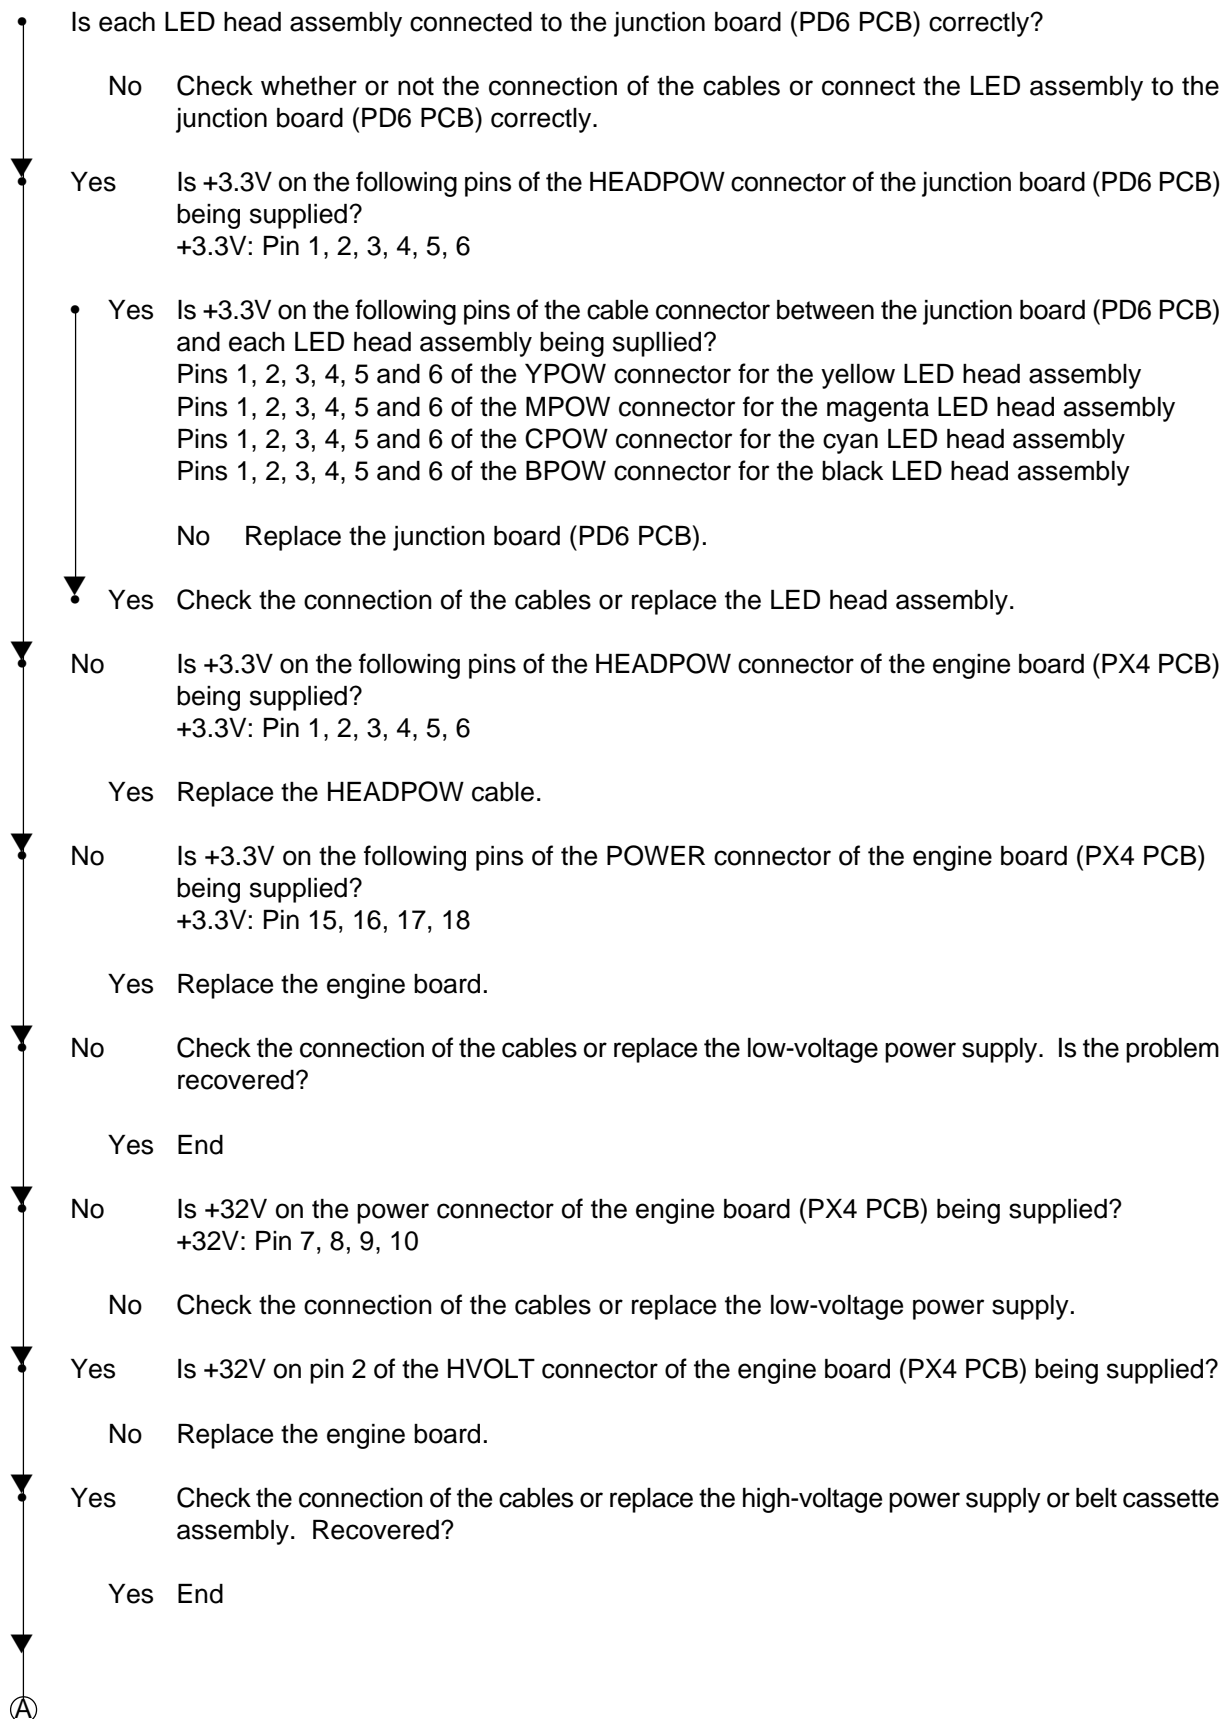 Is each LED head assembly connected to the junction board (PD6 PCB) correctly?
No Check whether or not the connection of the cables or connect the LED assembly to the
junction board (PD6 PCB) correctly.
Yes Is +3.3V on the following pins of the HEADPOW connector of the junction board (PD6 PCB)
being supplied?
+3.3V: Pin 1, 2, 3, 4, 5, 6
Yes Is +3.3V on the following pins of the cable connector between the junction board (PD6 PCB)
and each LED head assembly being supllied?
Pins 1, 2, 3, 4, 5 and 6 of the YPOW connector for the yellow LED head assembly
Pins 1, 2, 3, 4, 5 and 6 of the MPOW connector for the magenta LED head assembly
Pins 1, 2, 3, 4, 5 and 6 of the CPOW connector for the cyan LED head assembly
Pins 1, 2, 3, 4, 5 and 6 of the BPOW connector for the black LED head assembly
No Replace the junction board (PD6 PCB).
Yes Check the connection of the cables or replace the LED head assembly.
No Is +3.3V on the following pins of the HEADPOW connector of the engine board (PX4 PCB)
being supplied?
+3.3V: Pin 1, 2, 3, 4, 5, 6
Yes Replace the HEADPOW cable.
No Is +3.3V on the following pins of the POWER connector of the engine board (PX4 PCB)
being supplied?
+3.3V: Pin 15, 16, 17, 18
Yes Replace the engine board.
No Check the connection of the cables or replace the low-voltage power supply. Is the problem
recovered?
Yes End
No Is +32V on the power connector of the engine board (PX4 PCB) being supplied?
+32V: Pin 7, 8, 9, 10
No Check the connection of the cables or replace the low-voltage power supply.
Yes Is +32V on pin 2 of the HVOLT connector of the engine board (PX4 PCB) being supplied?
No Replace the engine board.
Yes Check the connection of the cables or replace the high-voltage power supply or belt cassette
assembly. Recovered?
Yes End
A